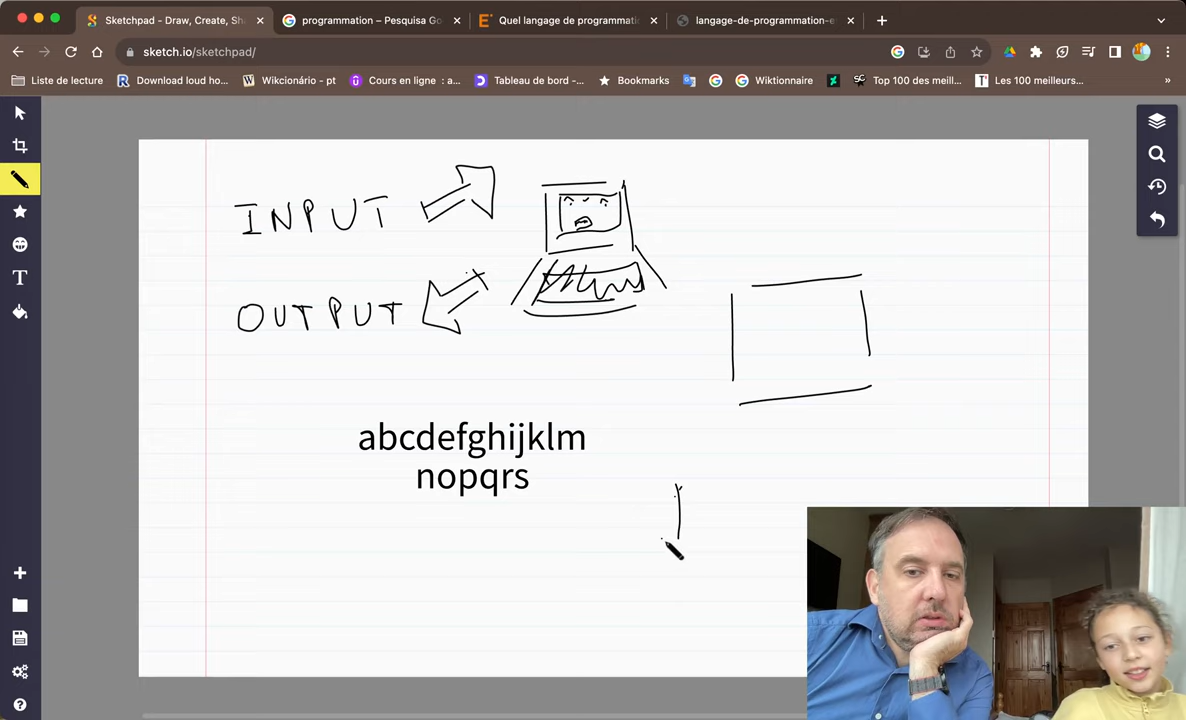 Sketchpad - Draw, Create, Sha
programmation – Pesquisa Go
Quel langage de programmatio
langage-de-programmation-e
sketch.io/sketchpad/
Liste de lecture
Download loud ho...
Wikcionário - pt
Cours en ligne : a...
Tableau de bord -...
Bookmarks
Wiktionnaire
Top 100 des meill...
Les 100 meilleurs...
INPUT
OUTPUT
abcdefghijklm
nopqrs